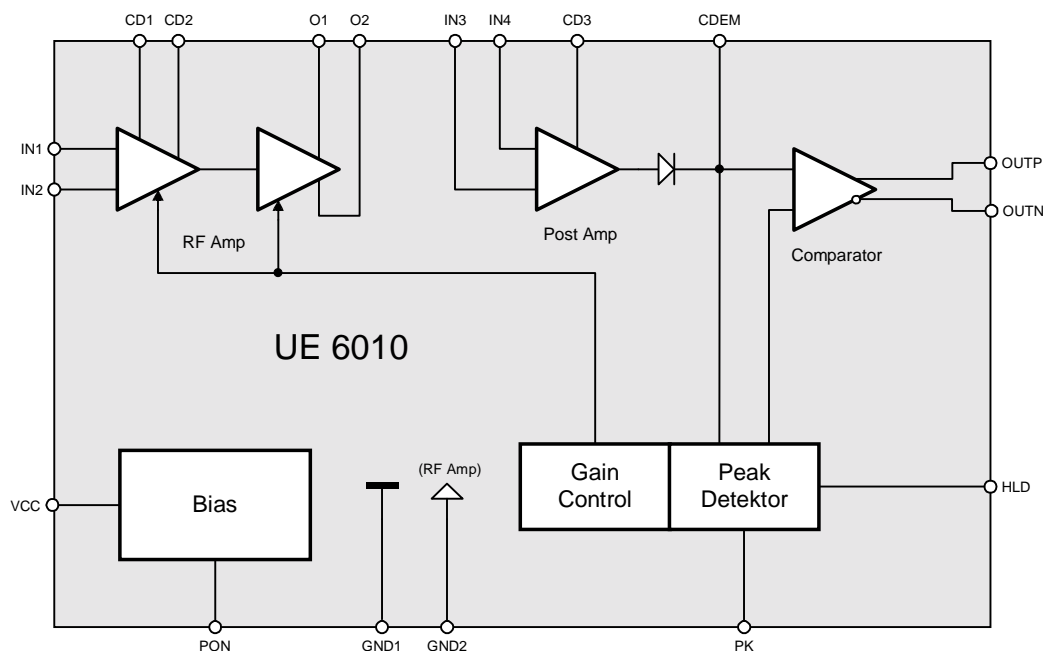 CD1 CD2 O1 O2 IN3 IN4 CD3 CDEM
IN1
IN2
OUTP
OUTN
RF Amp
Post Amp
Comparator
UE 6010
(RF Amp)
Bias
Gain
Control
Peak
Detektor
VCC
HLD
PON GND1 GND2 PK